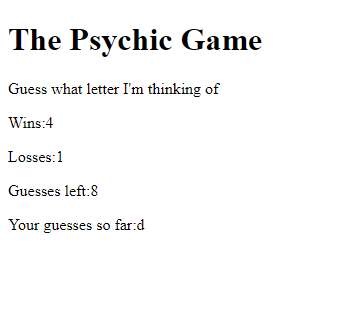 The Psychic Game
Guess what letter I'm thinking of
Wins:4
Losses:1
Guesses left:8
Your guesses so far:d